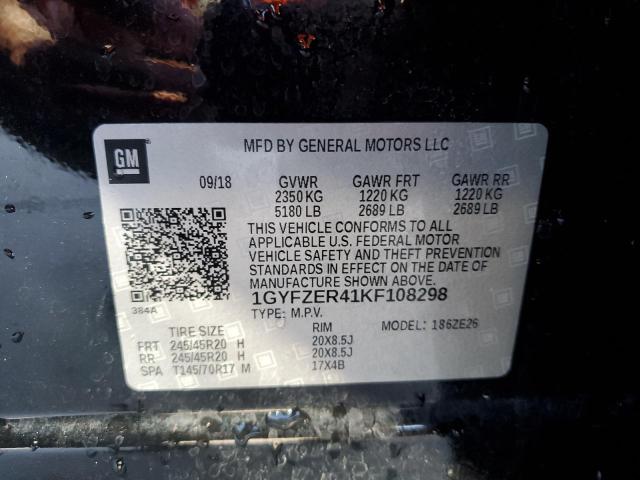 GM
MFD BY GENERAL MOTORS LLC
09/18 GVWR GAWR FRT GAWR RR
2350 KG 1220 KG 1220 KG
5180 LB 2689 LB 2689 LB
THIS VEHICLE CONFORMS TO ALL
APPLICABLE U.S. FEDERAL MOTOR
VEHICLE SAFETY AND THEFT PREVENTION
STANDARDS IN EFFECT ON THE DATE OF
MANUFACTURE SHOWN ABOVE.
384A 1GYFZER41KF108298
TYPE: M.P.V. MODEL: 186ZE26
TIRE SIZE RIM
FRT 245/45R20 H 20X8.5J
RR 245/45R20 H 20X8.5J
SPA T145/70R17 M 17X4B